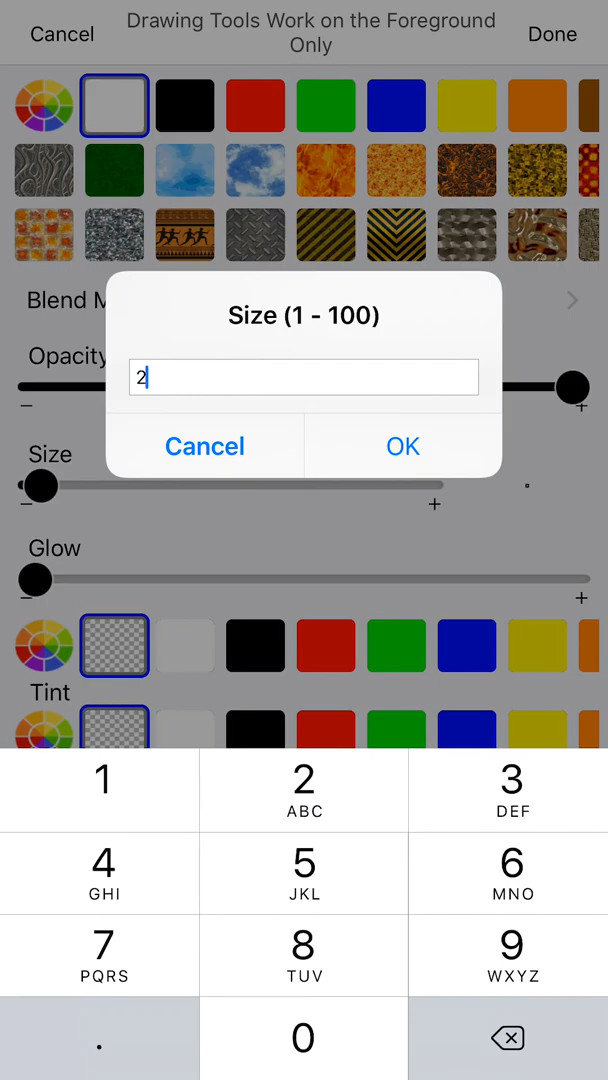 Cancel
Drawing Tools Work on the Foreground
Only
Done
Blend M
Size (1 - 100)
Opacity
2
Cancel
OK
− +
Size
− +
Glow
− +
Tint
1
2
ABC
3
DEF
4
GHI
5
JKL
6
MNO
7
PQRS
8
TUV
9
WXYZ
.
0